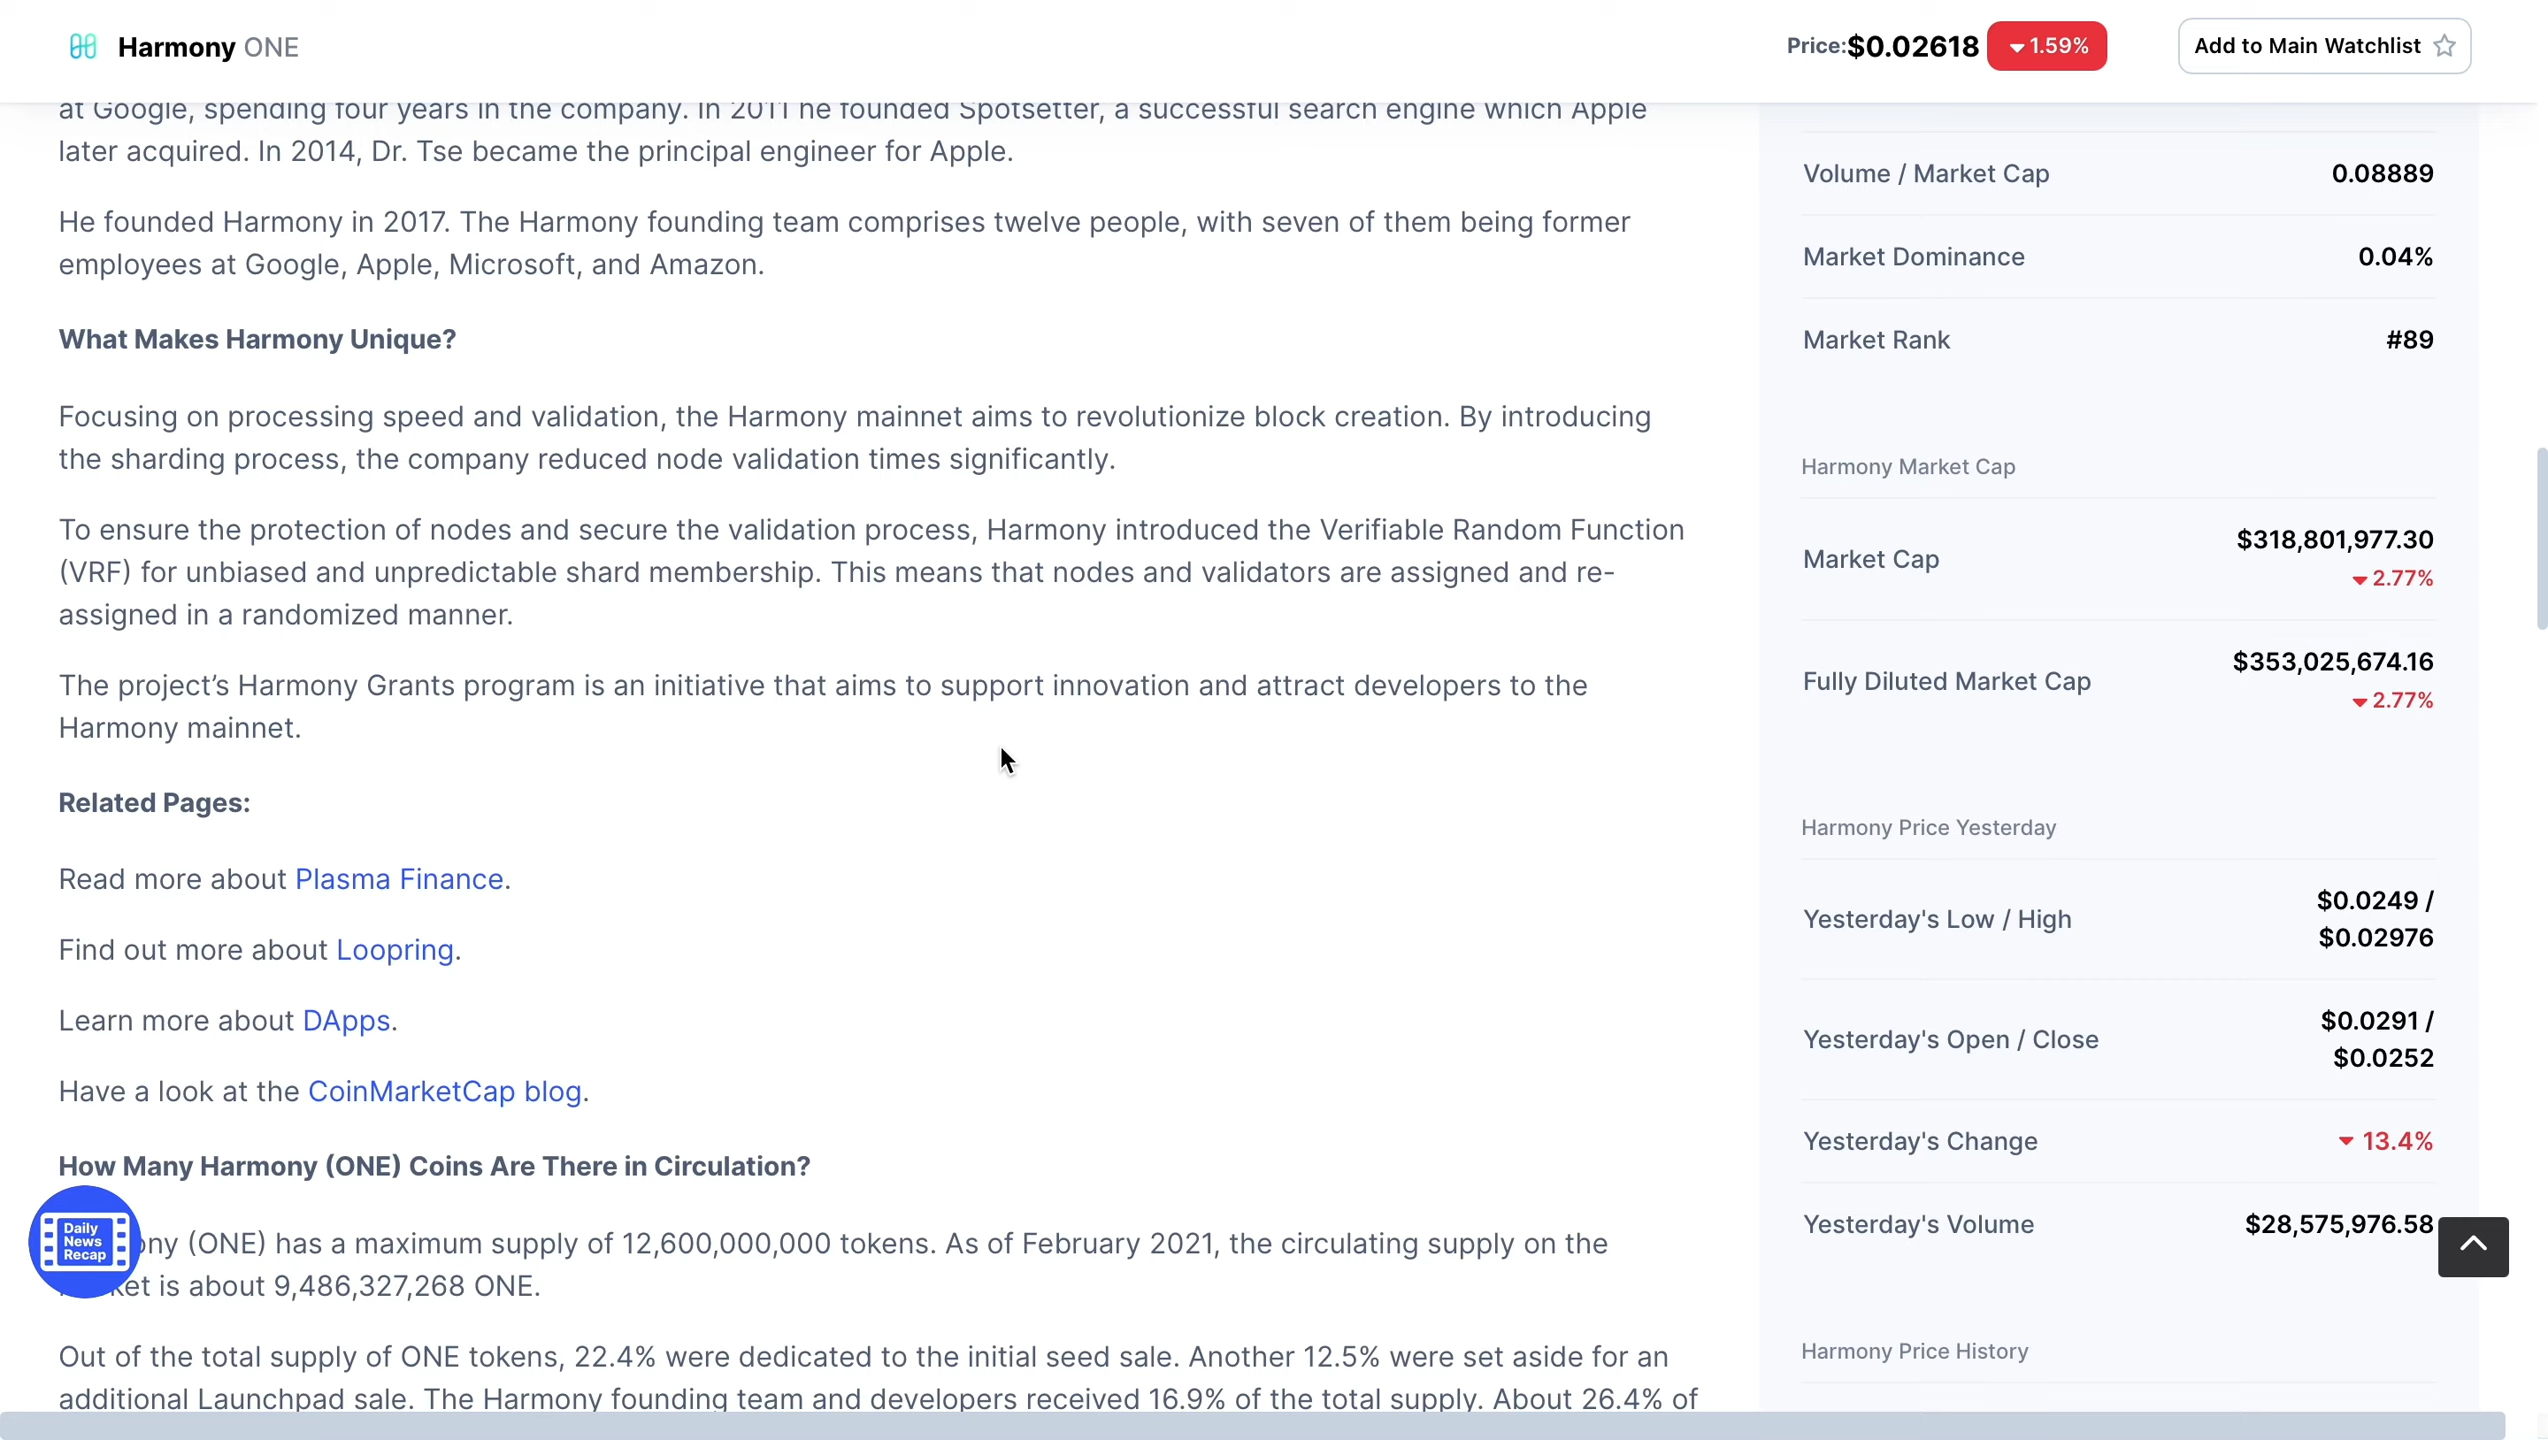 Harmony ONE
Price:$0.02618 1.59%
Add to Main Watchlist
at Google, spending four years in the company. In 2011 he founded Spotsetter, a successful search engine which Apple
later acquired. In 2014, Dr. Tse became the principal engineer for Apple.
He founded Harmony in 2017. The Harmony founding team comprises twelve people, with seven of them being former
employees at Google, Apple, Microsoft, and Amazon.
What Makes Harmony Unique?
Focusing on processing speed and validation, the Harmony mainnet aims to revolutionize block creation. By introducing
the sharding process, the company reduced node validation times significantly.
To ensure the protection of nodes and secure the validation process, Harmony introduced the Verifiable Random Function
(VRF) for unbiased and unpredictable shard membership. This means that nodes and validators are assigned and re-
assigned in a randomized manner.
The project’s Harmony Grants program is an initiative that aims to support innovation and attract developers to the
Harmony mainnet.
Related Pages:
Read more about Plasma Finance.
Find out more about Loopring.
Learn more about DApps.
Have a look at the CoinMarketCap blog.
How Many Harmony (ONE) Coins Are There in Circulation?
Daily
News
Recap
(ONE) has a maximum supply of 12,600,000,000 tokens. As of February 2021, the circulating supply on the
is about 9,486,327,268 ONE.
Out of the total supply of ONE tokens, 22.4% were dedicated to the initial seed sale. Another 12.5% were set aside for an
additional Launchpad sale. The Harmony founding team and developers received 16.9% of the total supply. About 26.4% of
Volume / Market Cap 0.08889
Market Dominance 0.04%
Market Rank #89
Harmony Market Cap
Market Cap $318,801,977.30
2.77%
Fully Diluted Market Cap $353,025,674.16
2.77%
Harmony Price Yesterday
Yesterday's Low / High $0.0249 /
$0.02976
Yesterday's Open / Close $0.0291 /
$0.0252
Yesterday's Change 13.4%
Yesterday's Volume $28,575,976.58
Harmony Price History